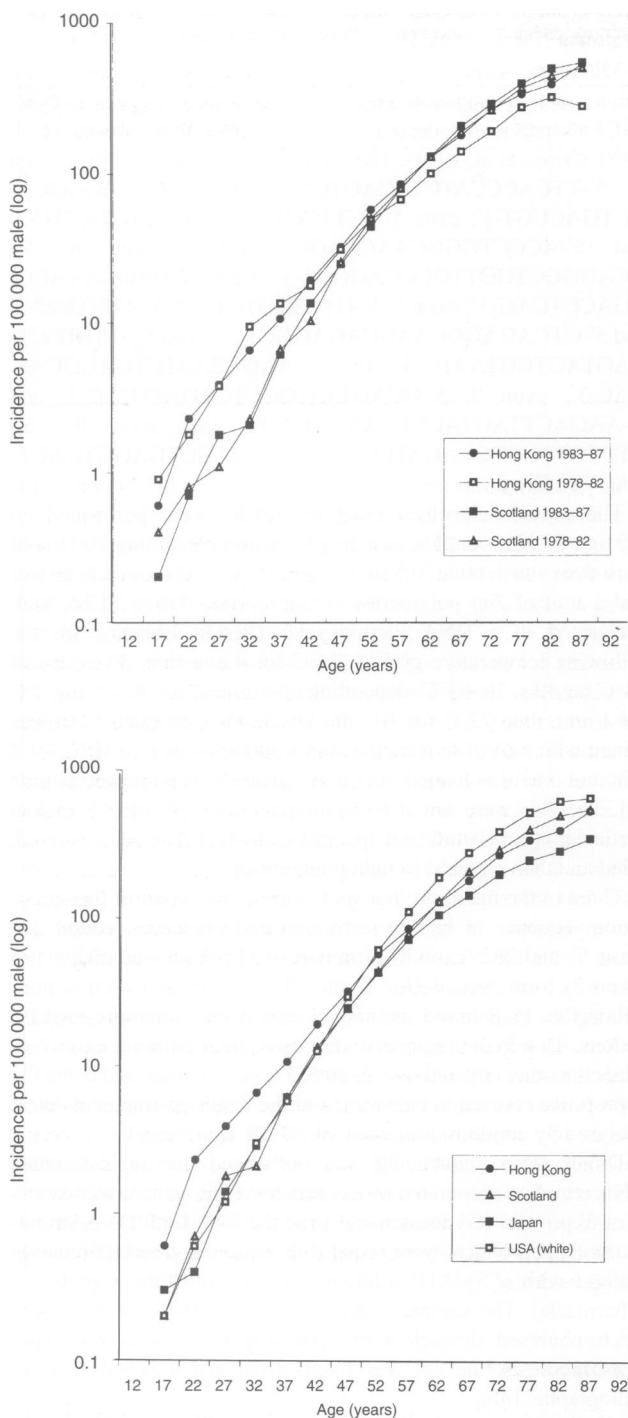 1000
100
10
1
0.1
Incidence per 100 000 male (log)
Hong Kong 1983–87
Hong Kong 1978–82
Scotland 1983–87
Scotland 1978–82
12 17 22 27 32 37 42 47 52 57 62 67 72 77 82 87 92
Age (years)
1000
100
10
1
0.1
Incidence per 100 000 male (log)
Hong Kong
Scotland
Japan
USA (white)
12 17 22 27 32 37 42 47 52 57 62 67 72 77 82 87 92
Age (years)